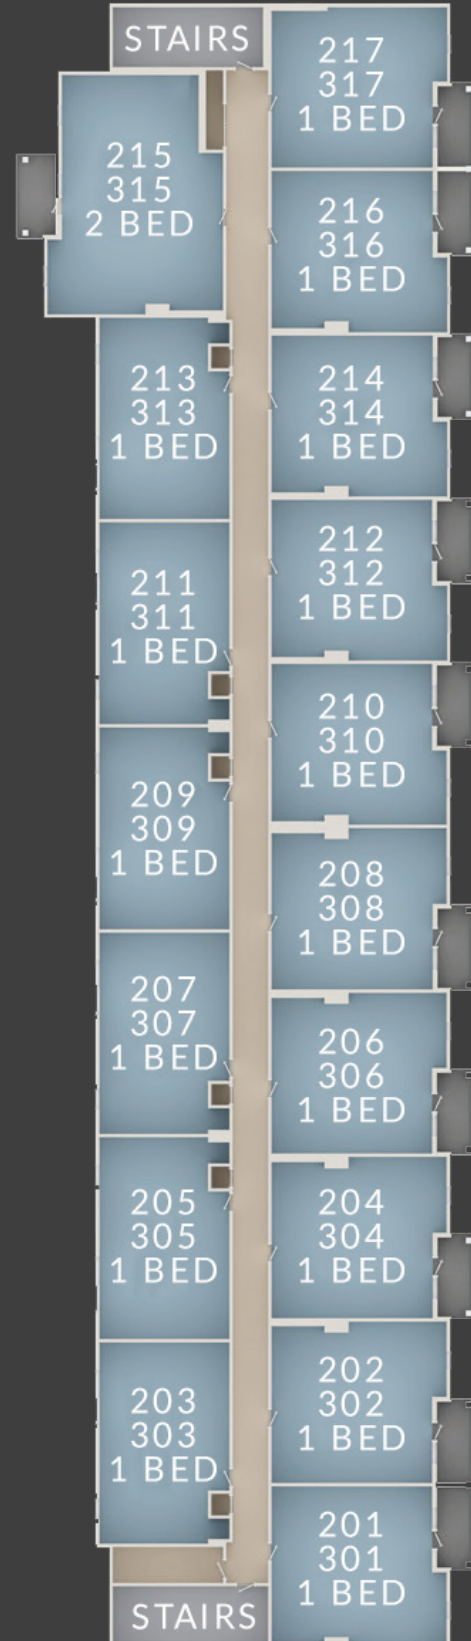 STAIRS
217
317
1 BED
215
315
2 BED
216
316
1 BED
213
313
1 BED
214
314
1 BED
211
311
1 BED
212
312
1 BED
210
310
1 BED
209
309
1 BED
208
308
1 BED
207
307
1 BED
206
306
1 BED
205
305
1 BED
204
304
1 BED
203
303
1 BED
202
302
1 BED
201
301
1 BED
STAIRS